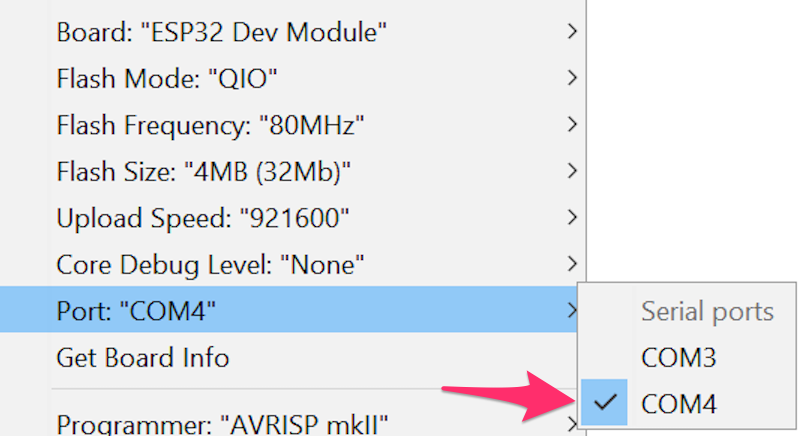 Board: "ESP32 Dev Module"
Flash Mode: "QIO"
Flash Frequency: "80MHz"
Flash Size: "4MB (32Mb)"
Upload Speed: "921600"
Core Debug Level: "None"
Port: "COM4"
Get Board Info
Programmer: "AVRISP mkII"
Serial ports
COM3
COM4